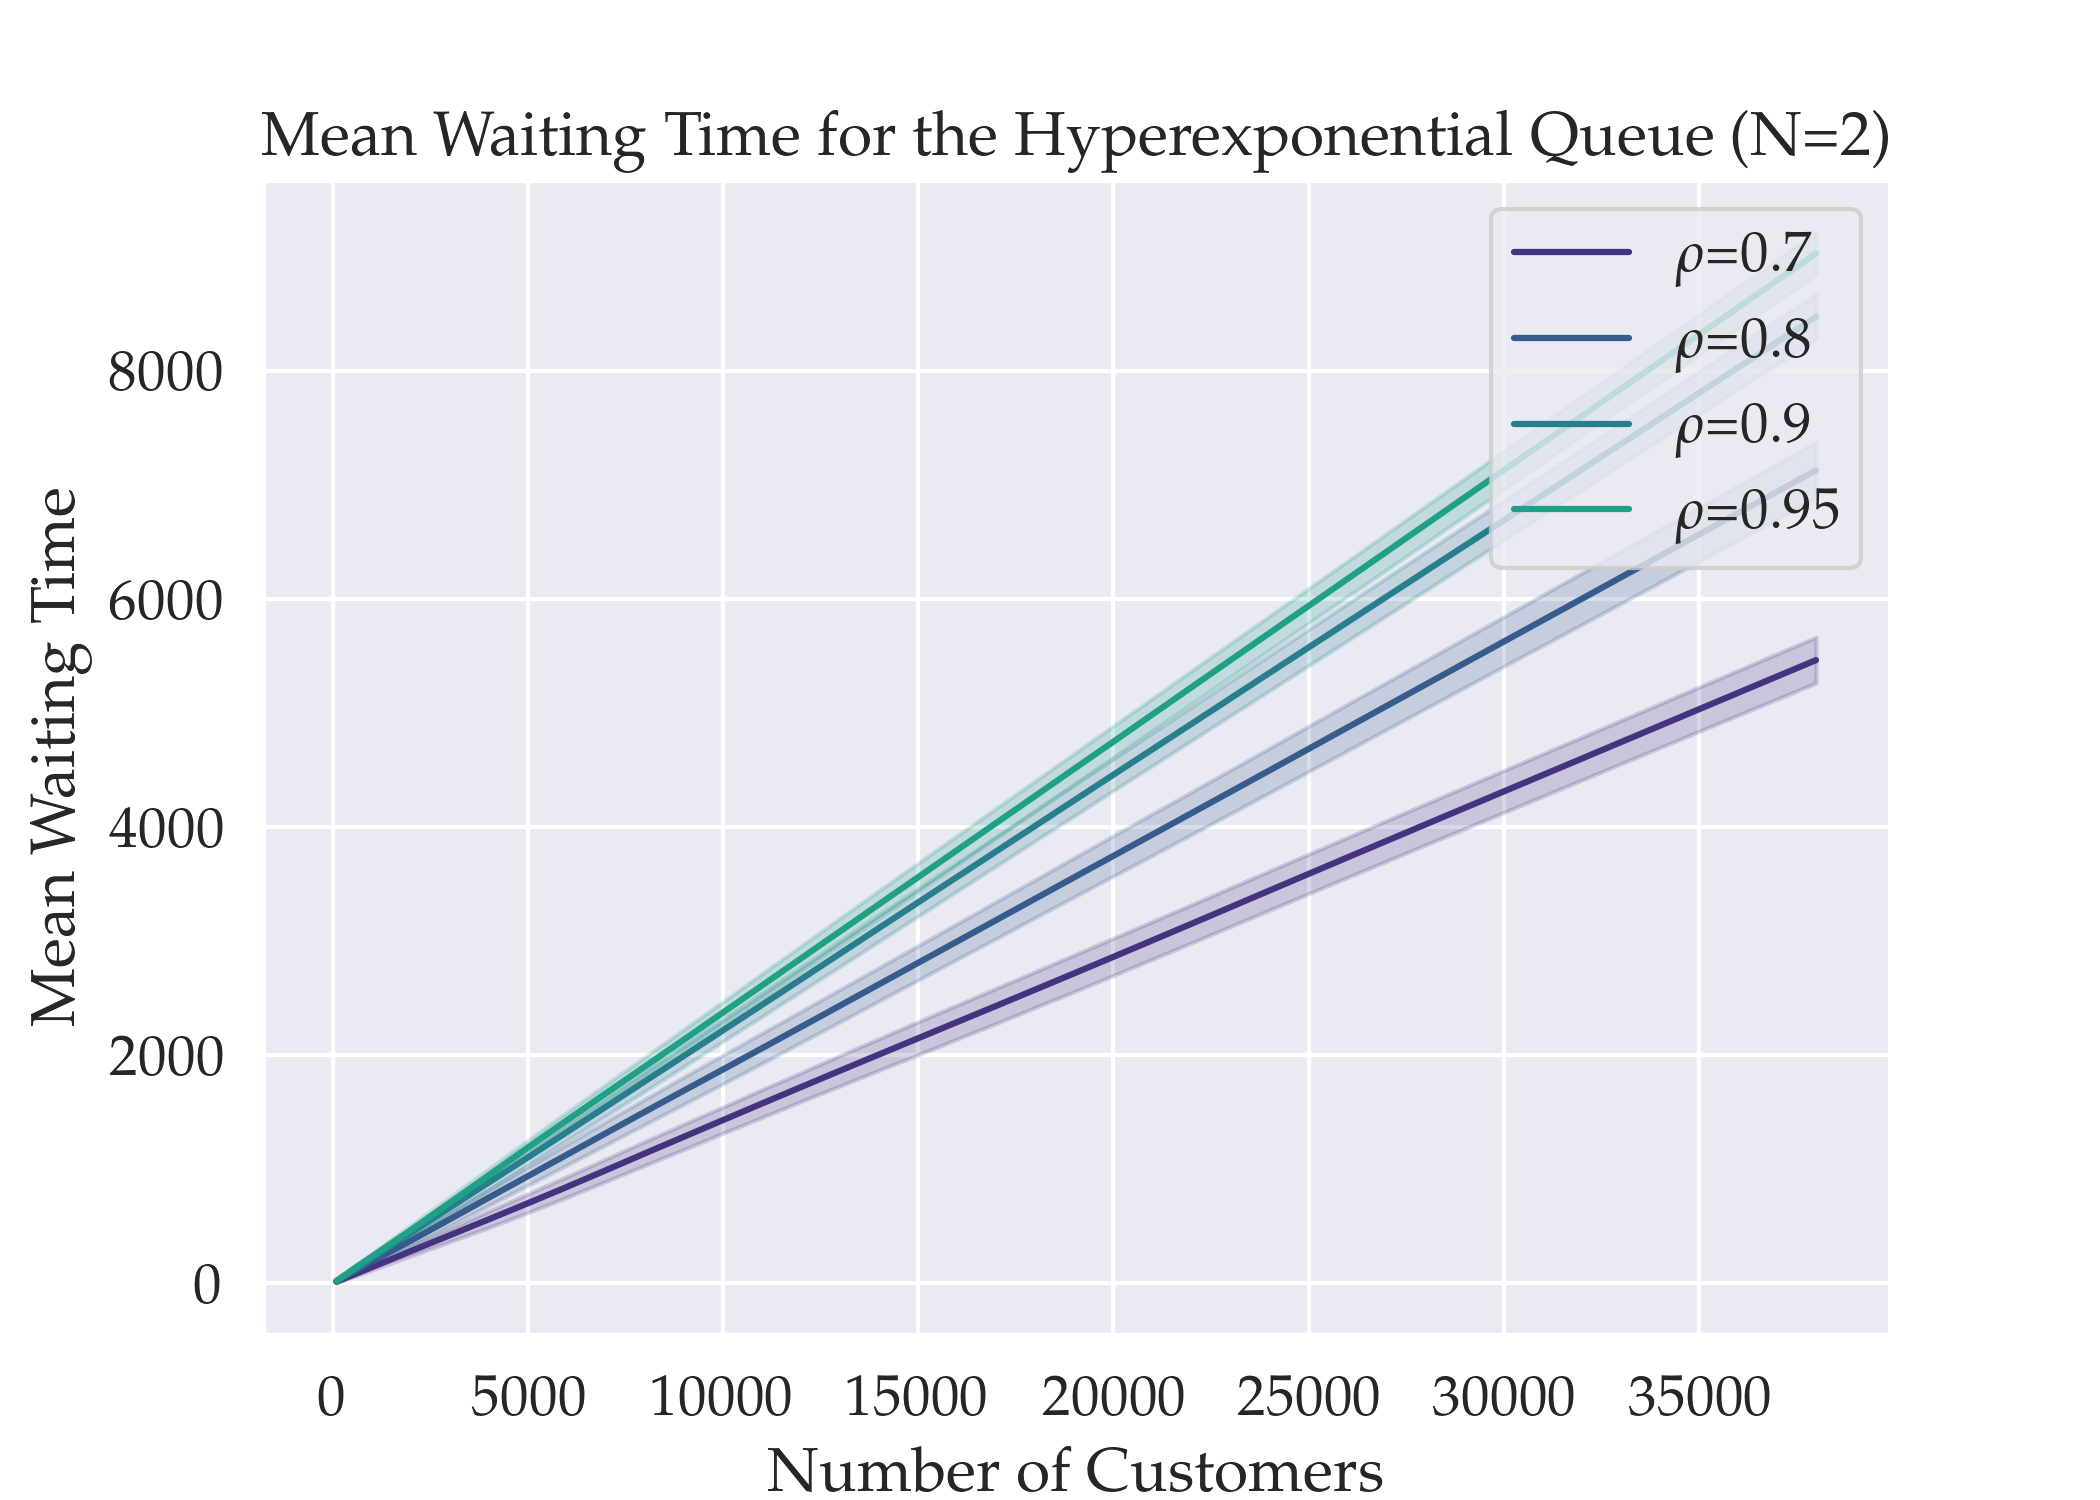 Mean Waiting Time for the Hyperexponential Queue (N=2)
ρ=0.7
ρ=0.8
ρ=0.9
ρ=0.95
Mean Waiting Time
8000
6000
4000
2000
0
0 5000 10000 15000 20000 25000 30000 35000
Number of Customers